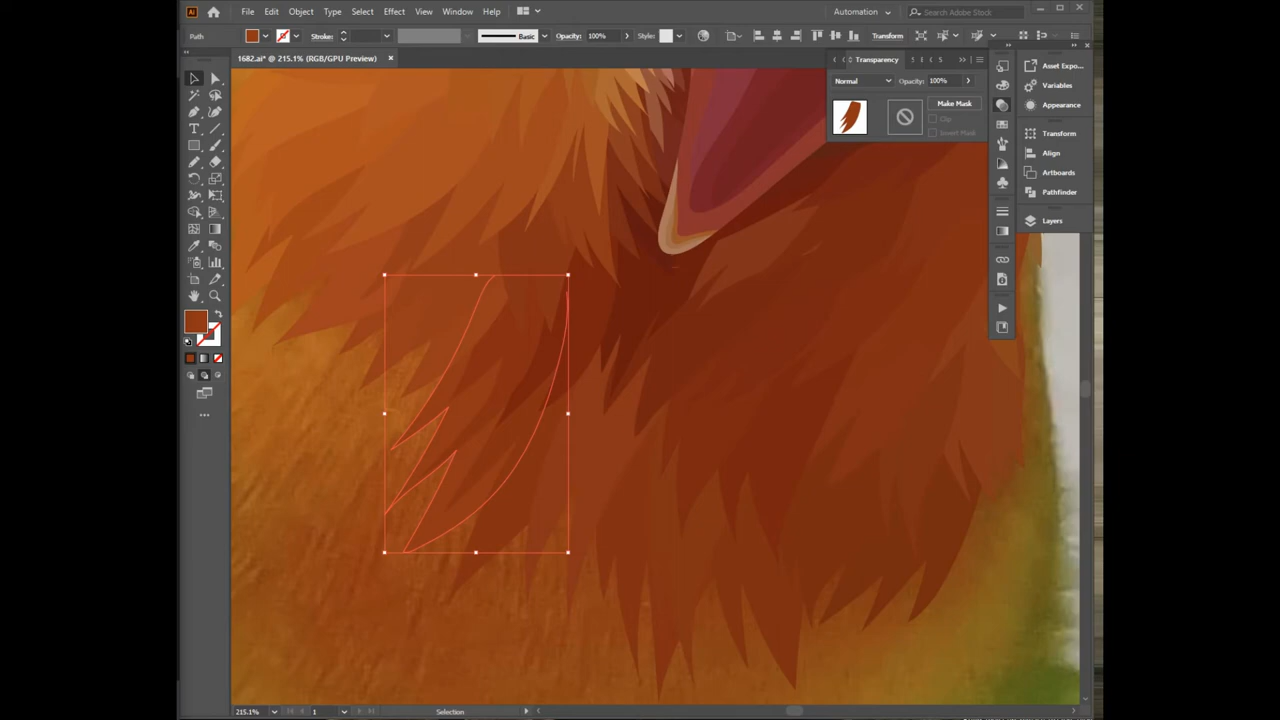 Ai File Edit Object Type Select Effect View Window Help Automation Search Adobe Stock
Path Stroke: Basic Opacity: 100% Style: Transform
1682.ai* @ 215.1% (RGB/GPU Preview)
Transparency
Normal Opacity: 100%
Make Mask
Clip
Invert Mask
Asset Expo...
Variables
Appearance
Transform
Align
Artboards
Pathfinder
Layers
215.1% 1 Selection